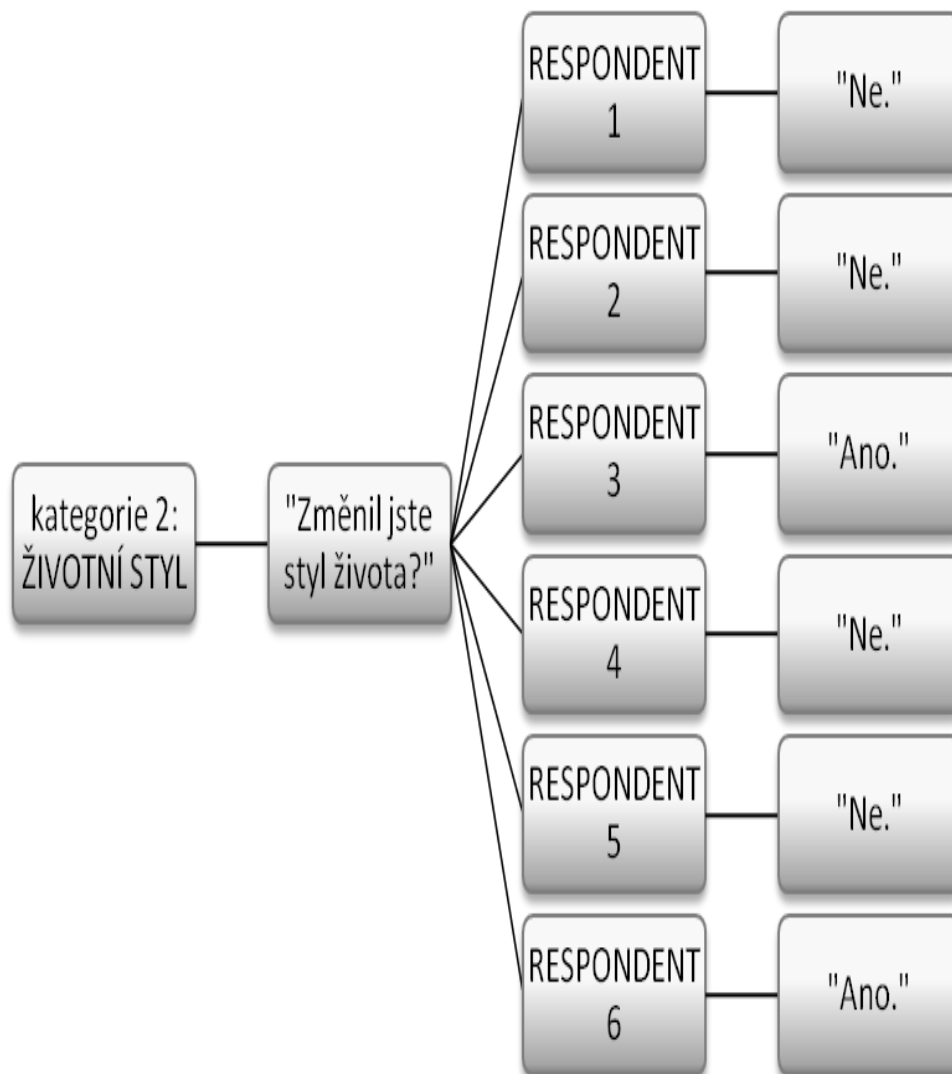 kategorie 2:
ŽIVOTNÍ STYL
"Změnil jste
styl života?"
RESPONDENT
1
"Ne."
RESPONDENT
2
"Ne."
RESPONDENT
3
"Ano."
RESPONDENT
4
"Ne."
RESPONDENT
5
"Ne."
RESPONDENT
6
"Ano."